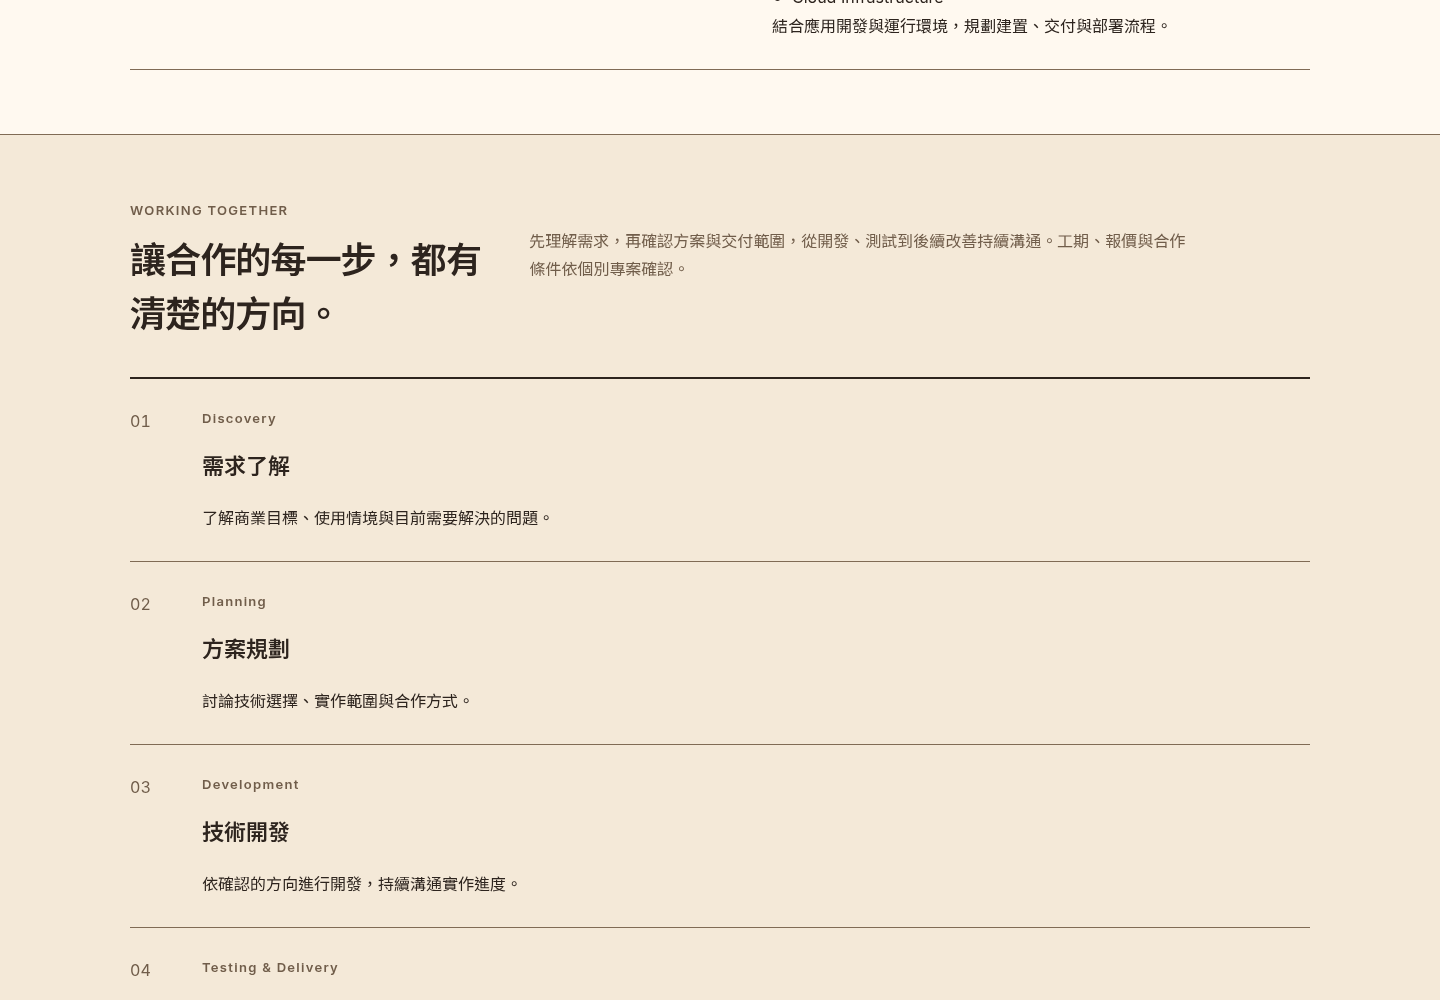 Cloud Infrastructure
結合應用開發與運行環境，規劃建置、交付與部署流程。
WORKING TOGETHER
讓合作的每一步，都有
清楚的方向。
先理解需求，再確認方案與交付範圍，從開發、測試到後續改善持續溝通。工期、報價與合作
條件依個別專案確認。
01
Discovery
需求了解
了解商業目標、使用情境與目前需要解決的問題。
02
Planning
方案規劃
討論技術選擇、實作範圍與合作方式。
03
Development
技術開發
依確認的方向進行開發，持續溝通實作進度。
04
Testing & Delivery